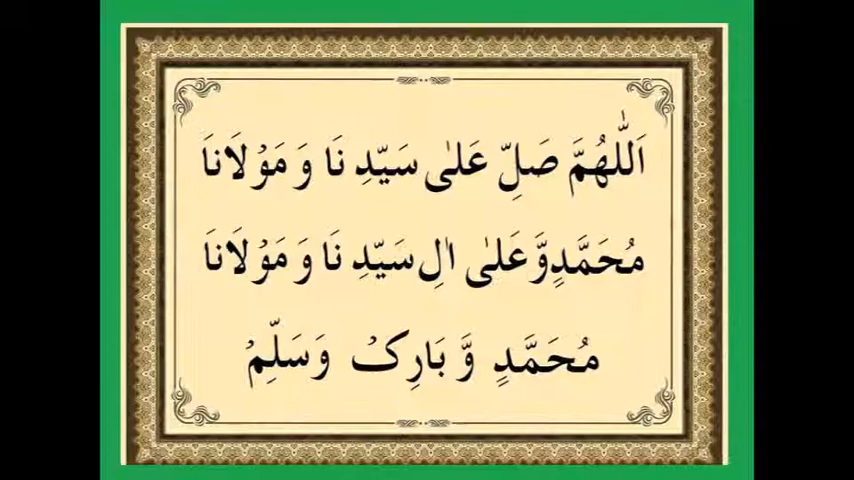 اَللّٰهُمَّ صَلِّ عَلٰى سَيِّدِ نَا وَ مَوْلَانَا
مُحَمَّدٍ وَّ عَلٰى اٰلِ سَيِّدِ نَا وَ مَوْلَانَا
مُحَمَّدٍ وَّ بَارِكْ وَسَلِّمْ